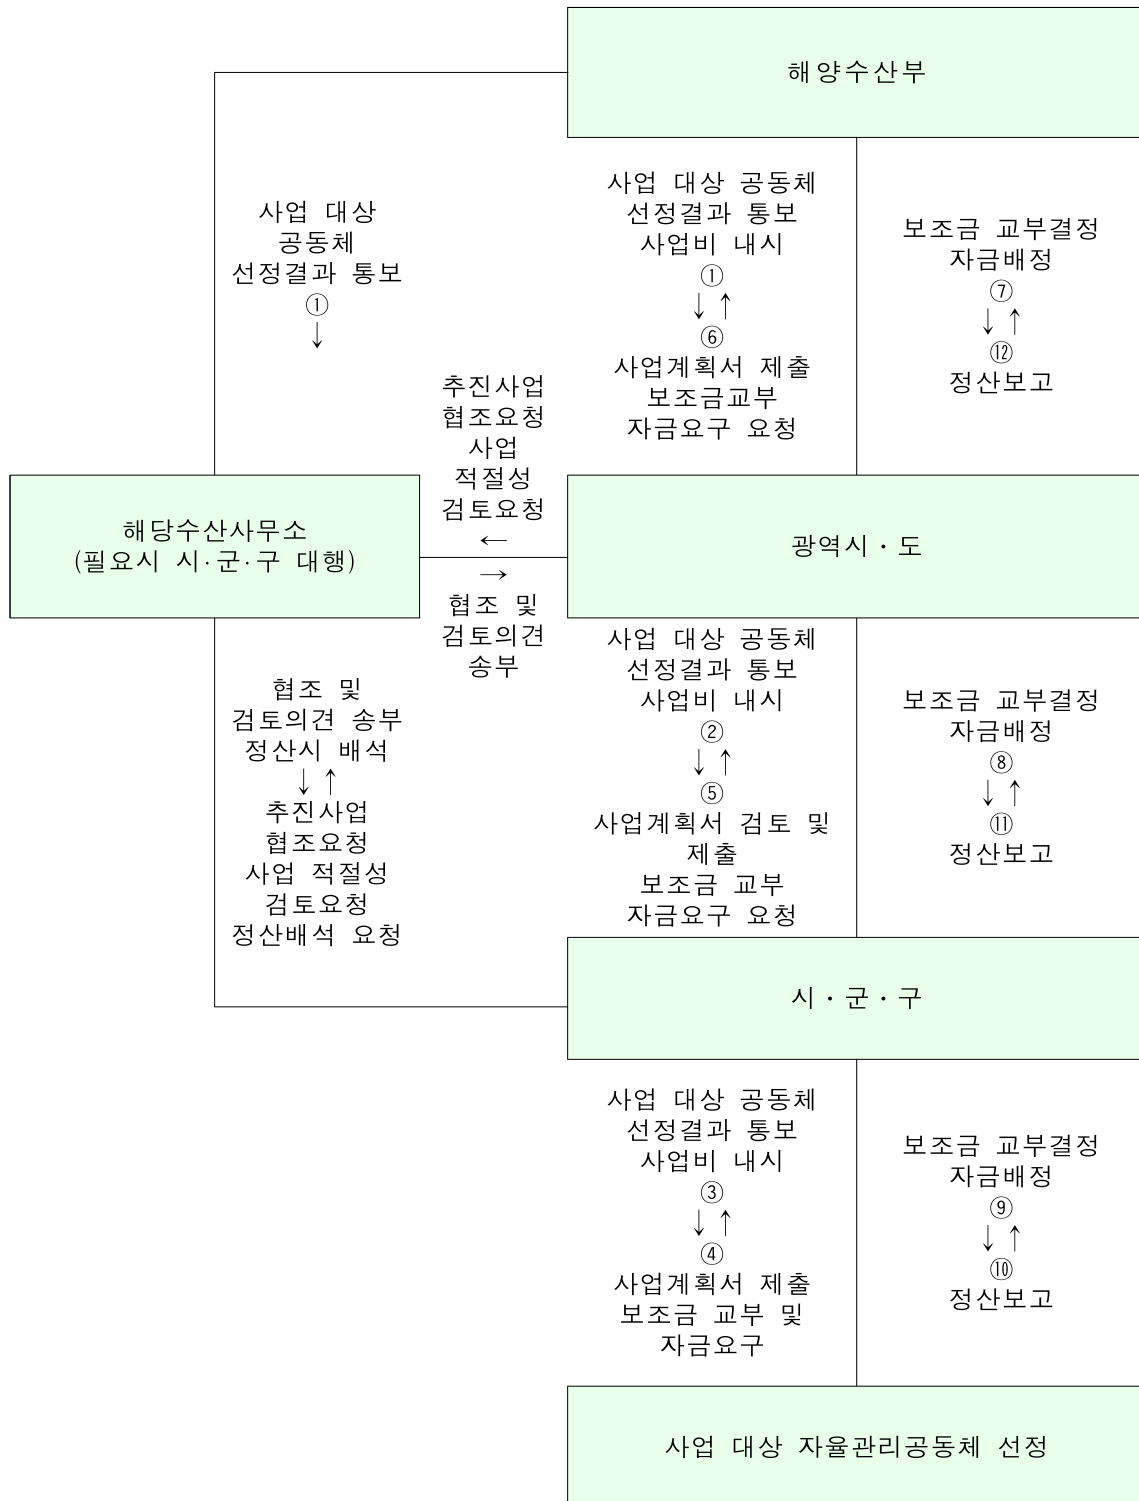 해양수산부
사업 대상
공동체
선정결과 통보
①
↓
사업 대상 공동체
선정결과 통보
사업비 내시
①
↓ ↑
⑥
사업계획서 제출
보조금교부
자금요구 요청
보조금 교부결정
자금배정
⑦
↓ ↑
⑫
정산보고
추진사업
협조요청
사업
적절성
검토요청
←
→
협조 및
검토의견
송부
해당수산사무소
(필요시 시·군·구 대행)
광역시·도
협조 및
검토의견 송부
정산시 배석
↓ ↑
추진사업
협조요청
사업 적절성
검토요청
정산배석 요청
사업 대상 공동체
선정결과 통보
사업비 내시
②
↓ ↑
⑤
사업계획서 검토 및
제출
보조금 교부
자금요구 요청
보조금 교부결정
자금배정
⑧
↓ ↑
⑪
정산보고
시·군·구
사업 대상 공동체
선정결과 통보
사업비 내시
③
↓ ↑
④
사업계획서 제출
보조금 교부 및
자금요구
보조금 교부결정
자금배정
⑨
↓ ↑
⑩
정산보고
사업 대상 자율관리공동체 선정